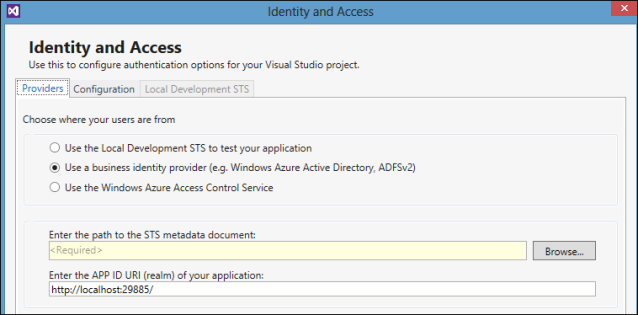 Identity and Access
Identity and Access
Use this to configure authentication options for your Visual Studio project.
Providers Configuration Local Development STS
Choose where your users are from
Use the Local Development STS to test your application
Use a business identity provider (e.g. Windows Azure Active Directory, ADFSv2)
Use the Windows Azure Access Control Service
Enter the path to the STS metadata document:
<Required> Browse...
Enter the APP ID URI (realm) of your application:
http://localhost:29885/